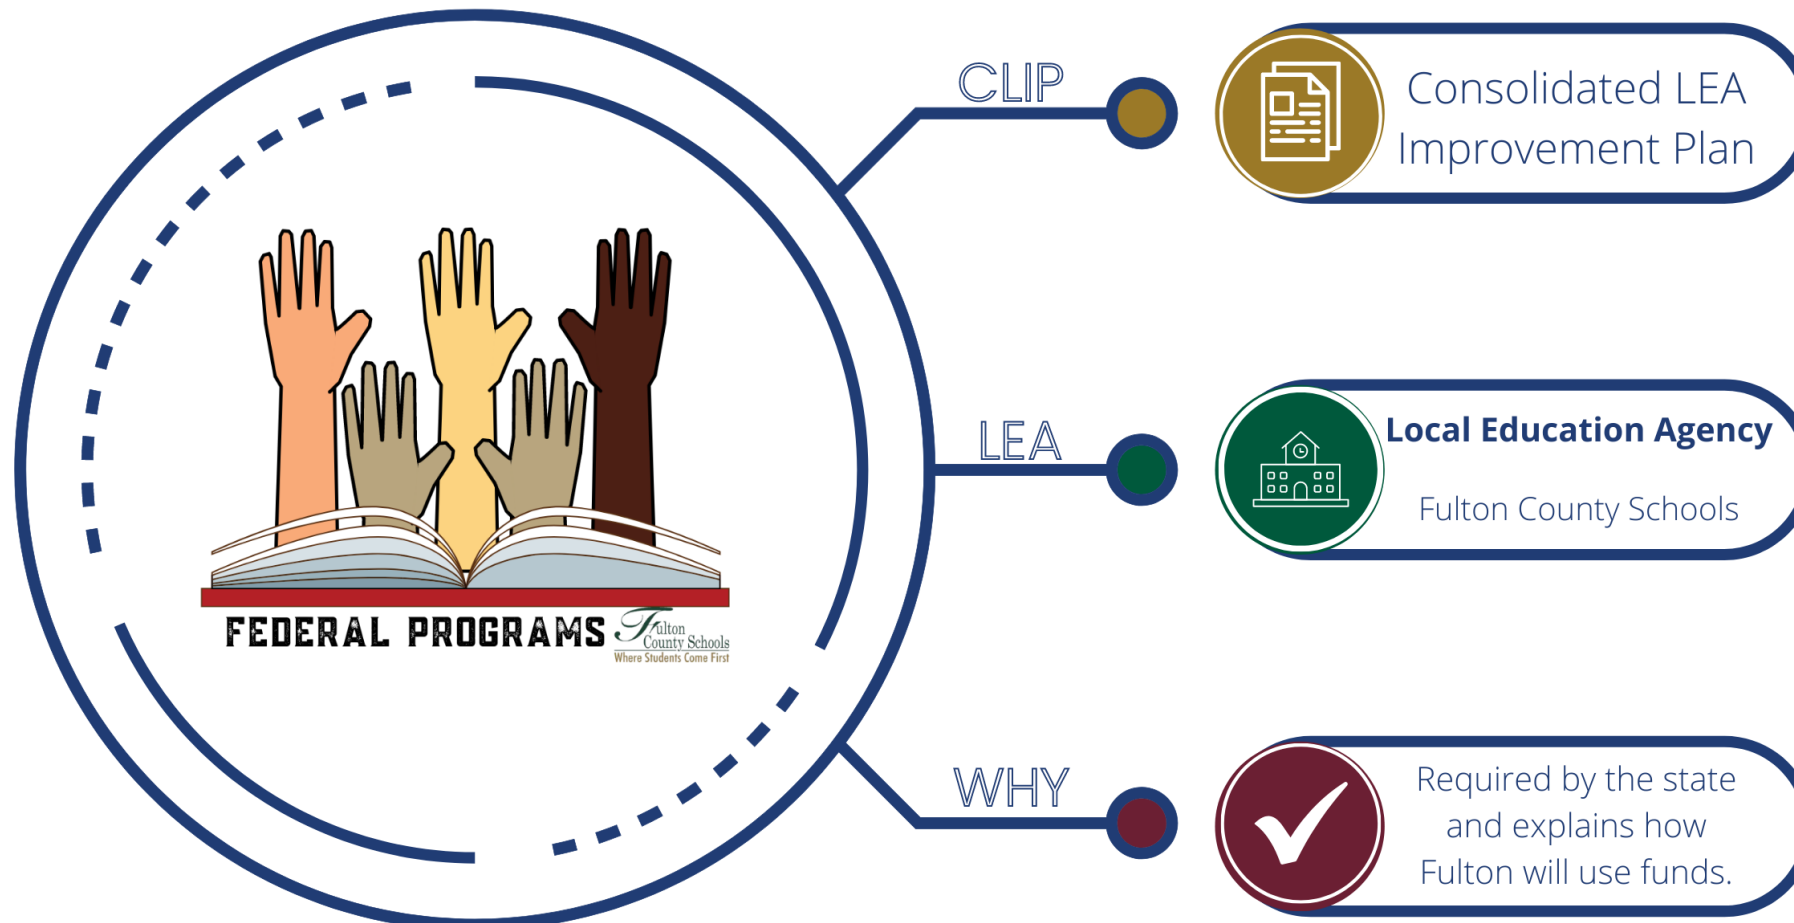 CLIP
Consolidated LEA
Improvement Plan
LEA
Local Education Agency
Fulton County Schools
FEDERAL PROGRAMS
Fulton
County Schools
Where Students Come First
WHY
Required by the state
and explains how
Fulton will use funds.